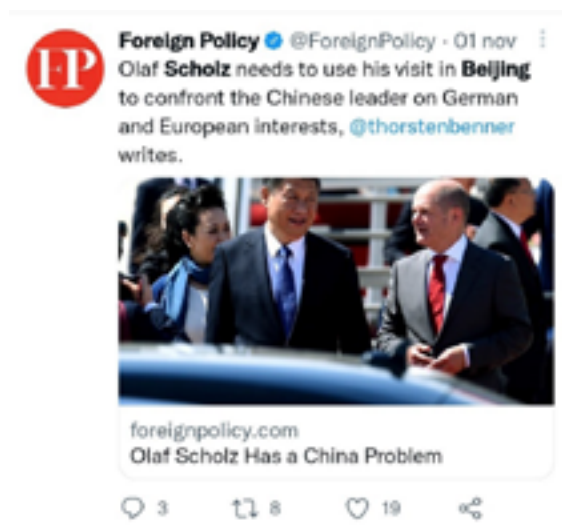 FP
Foreign Policy @ForeignPolicy · 01 nov
Olaf Scholz needs to use his visit in Beijing
to confront the Chinese leader on German
and European interests, @thorstenbenner
writes.
foreignpolicy.com
Olaf Scholz Has a China Problem
3 8 19